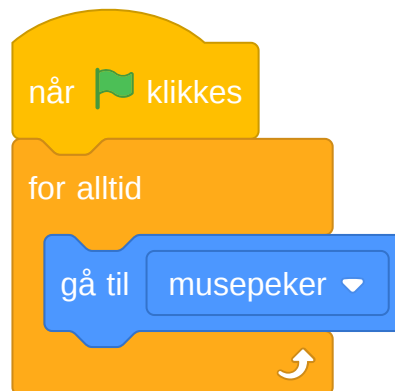 når klikkes
for alltid
gå til musepeker